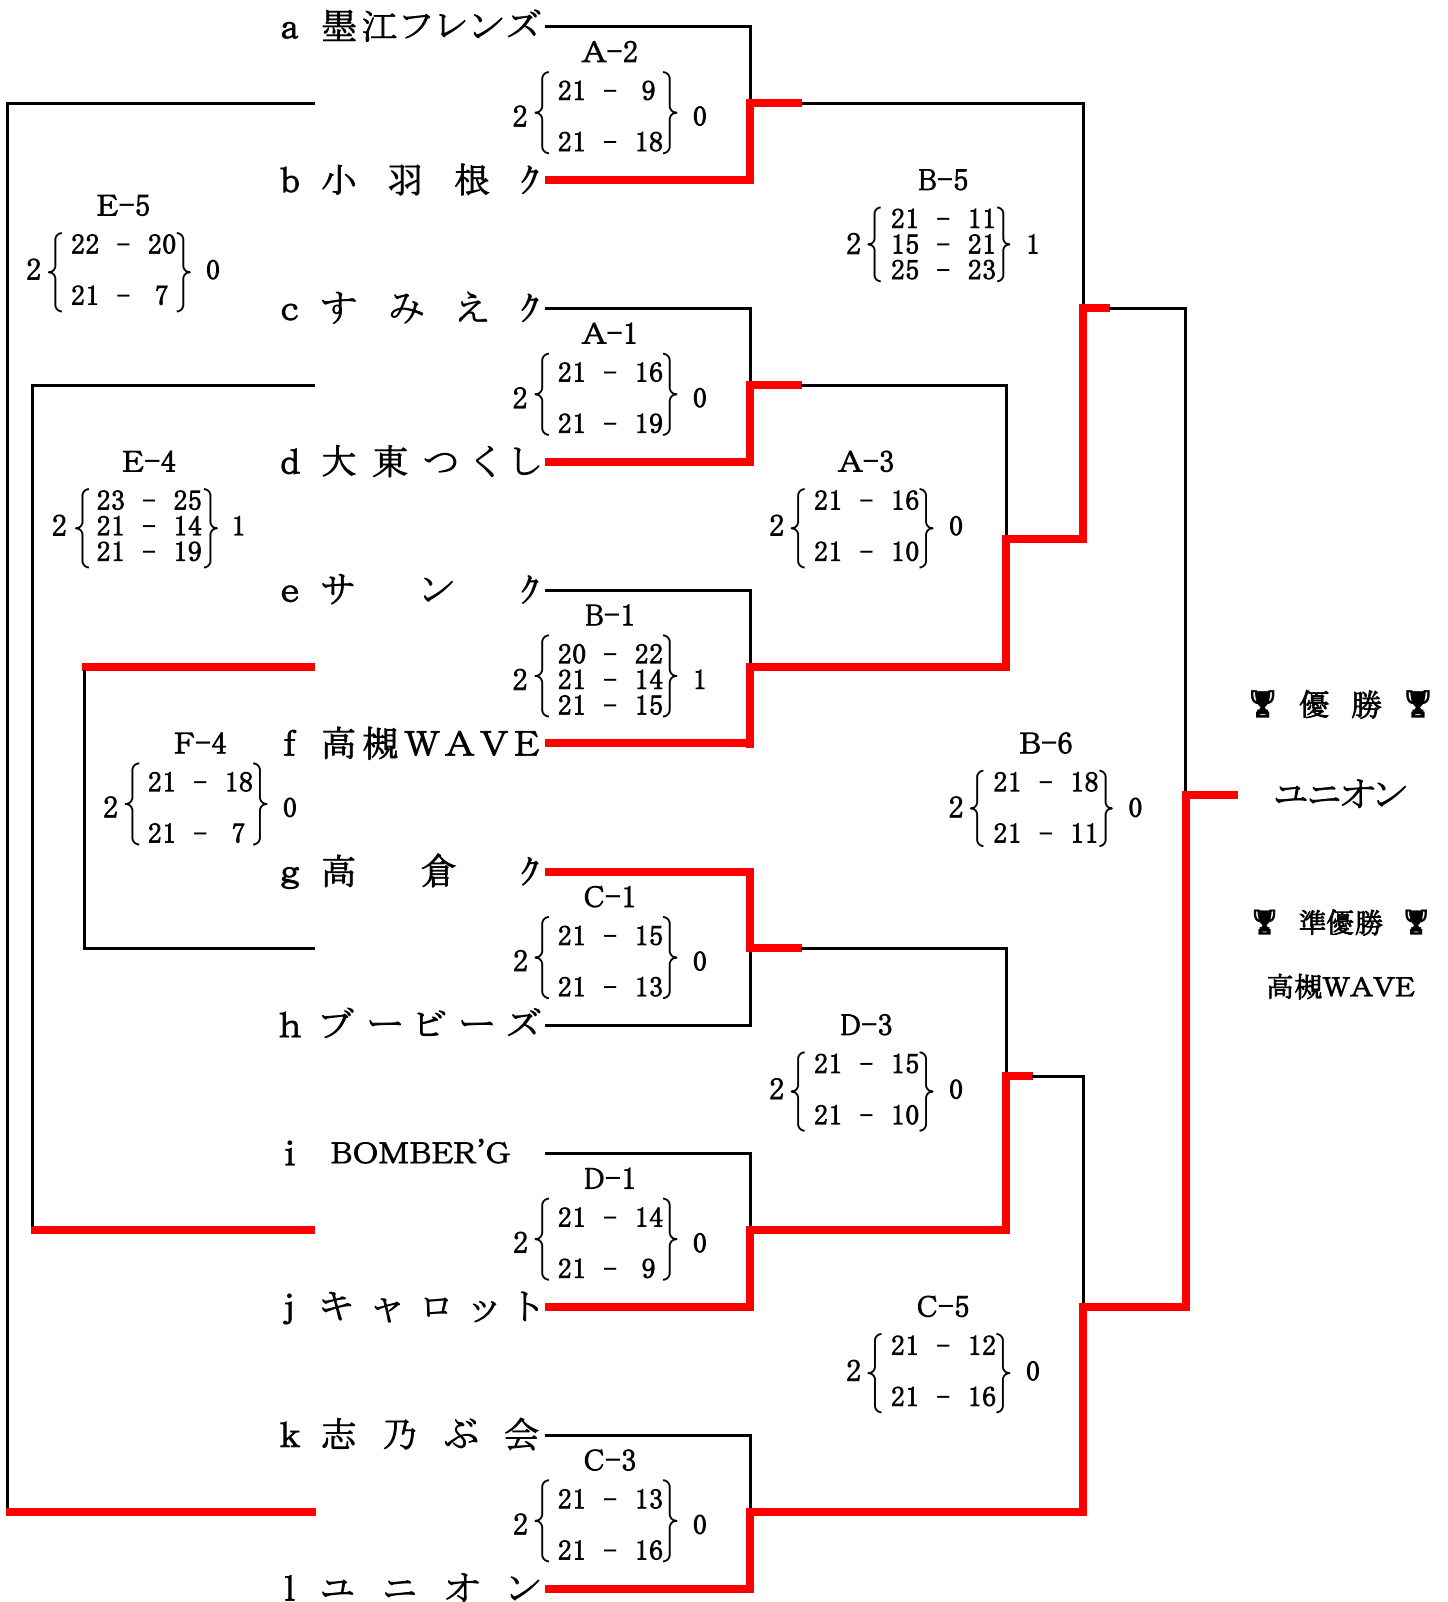 a 墨江フレンズ
A-2
2 { 21 - 9 } 0
21 - 18
b 小羽根ク
E-5
2 { 22 - 20 } 0
21 - 7
B-5
21 - 11
2 { 15 - 21 } 1
25 - 23
c すみえク
A-1
2 { 21 - 16 } 0
21 - 19
d 大東つくし
E-4
23 - 25
2 { 21 - 14 } 1
21 - 19
A-3
2 { 21 - 16 } 0
21 - 10
e サンク
B-1
20 - 22
2 { 21 - 14 } 1
21 - 15
f 高槻WAVE
F-4
2 { 21 - 18 } 0
21 - 7
B-6
2 { 21 - 18 } 0
21 - 11
優勝
ユニオン
準優勝
高槻WAVE
g 高倉ク
C-1
2 { 21 - 15 } 0
21 - 13
h ブービーズ
D-3
2 { 21 - 15 } 0
21 - 10
i BOMBER'G
D-1
2 { 21 - 14 } 0
21 - 9
j キャロット
C-5
2 { 21 - 12 } 0
21 - 16
k 志乃ぶ会
C-3
2 { 21 - 13 } 0
21 - 16
l ユニオン